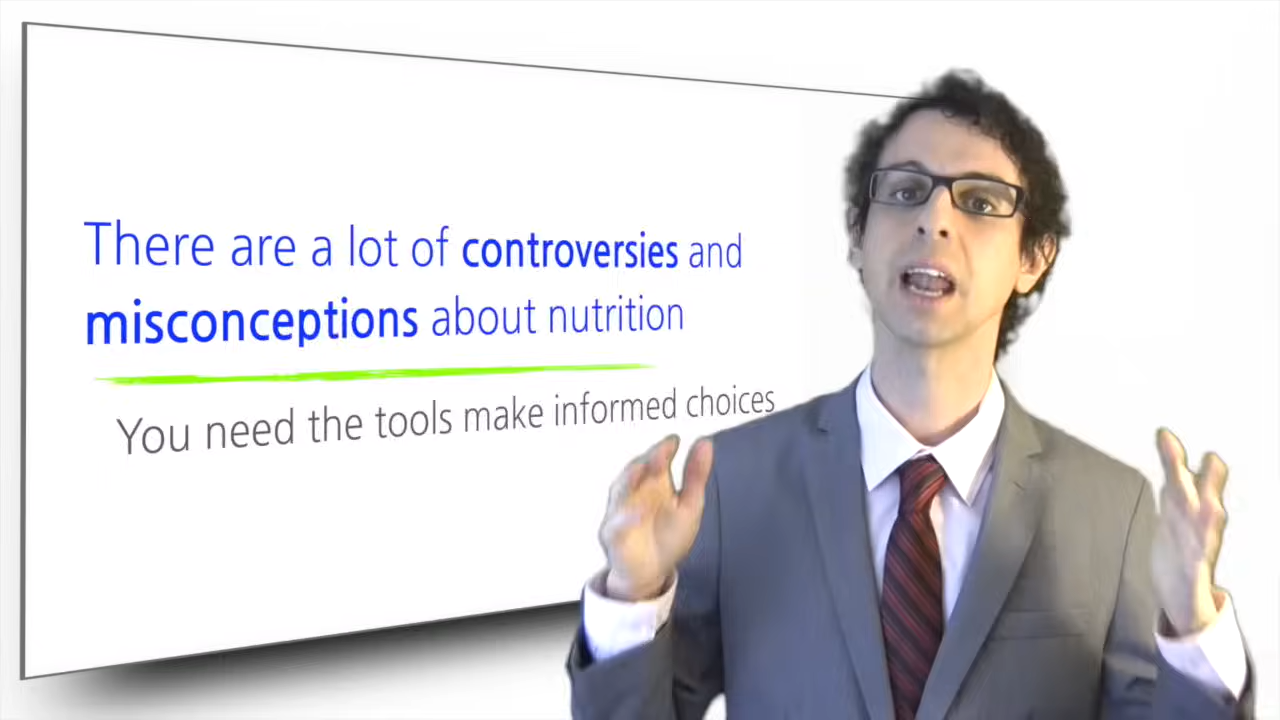 There are a lot of controversies and
misconceptions about nutrition
You need the tools make informed choices